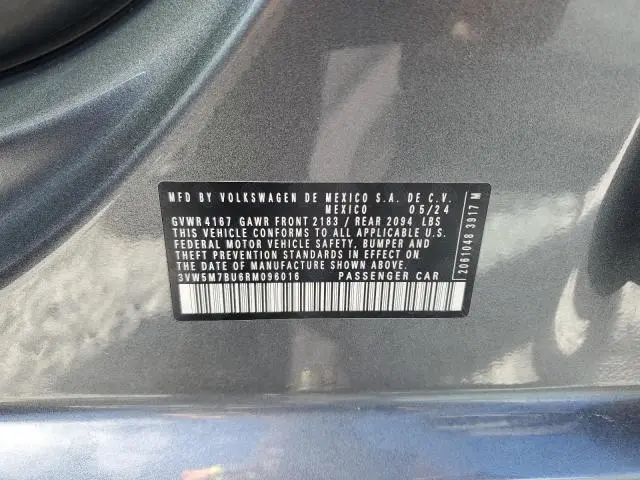 MFD BY VOLKSWAGEN DE MEXICO S.A. DE C.V.
MEXICO 05/24
GVWR 4167 GAWR FRONT 2183 / REAR 2094 LBS
THIS VEHICLE CONFORMS TO ALL APPLICABLE U.S.
FEDERAL MOTOR VEHICLE SAFETY, BUMPER AND
THEFT PREVENTION STANDARDS IN EFFECT ON
THE DATE OF MANUFACTURE SHOWN ABOVE.
3VW5M7BU6RM096016 PASSENGER CAR
2061048 3917 M